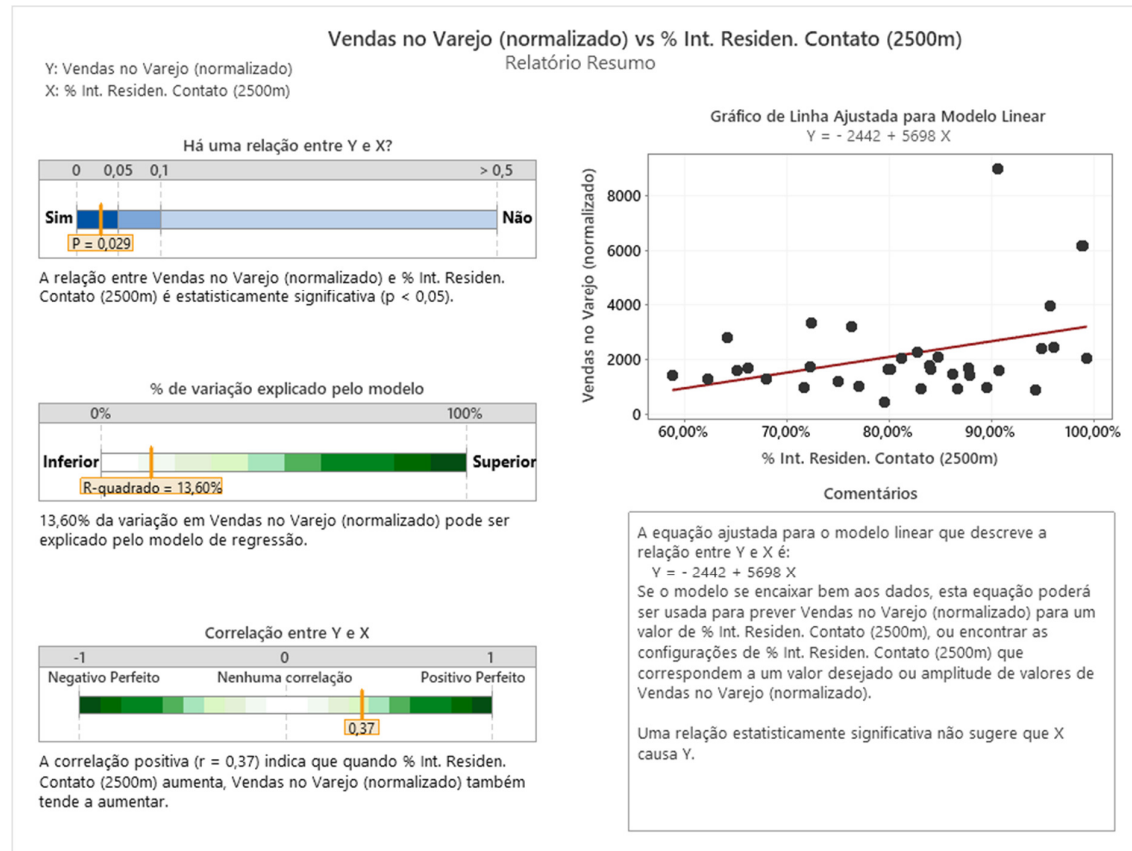 Vendas no Varejo (normalizado) vs % Int. Residen. Contato (2500m)
Relatório Resumo
Y: Vendas no Varejo (normalizado)
X: % Int. Residen. Contato (2500m)
Há uma relação entre Y e X?
0 0,05 0,1 > 0,5
Sim Não
P = 0,029
A relação entre Vendas no Varejo (normalizado) e % Int. Residen.
Contato (2500m) é estatisticamente significativa (p < 0,05).
% de variação explicado pelo modelo
0% 100%
Inferior Superior
R-quadrado = 13,60%
13,60% da variação em Vendas no Varejo (normalizado) pode ser
explicado pelo modelo de regressão.
Correlação entre Y e X
-1 0 1
Negativo Perfeito Nenhuma correlação Positivo Perfeito
0,37
A correlação positiva (r = 0,37) indica que quando % Int. Residen.
Contato (2500m) aumenta, Vendas no Varejo (normalizado) também
tende a aumentar.
Gráfico de Linha Ajustada para Modelo Linear
Y = - 2442 + 5698 X
Vendas no Varejo (normalizado)
8000
6000
4000
2000
0
60,00% 70,00% 80,00% 90,00% 100,00%
% Int. Residen. Contato (2500m)
Comentários
A equação ajustada para o modelo linear que descreve a
relação entre Y e X é:
Y = - 2442 + 5698 X
Se o modelo se encaixar bem aos dados, esta equação poderá
ser usada para prever Vendas no Varejo (normalizado) para um
valor de % Int. Residen. Contato (2500m), ou encontrar as
configurações de % Int. Residen. Contato (2500m) que
correspondem a um valor desejado ou amplitude de valores de
Vendas no Varejo (normalizado).
Uma relação estatisticamente significativa não sugere que X
causa Y.